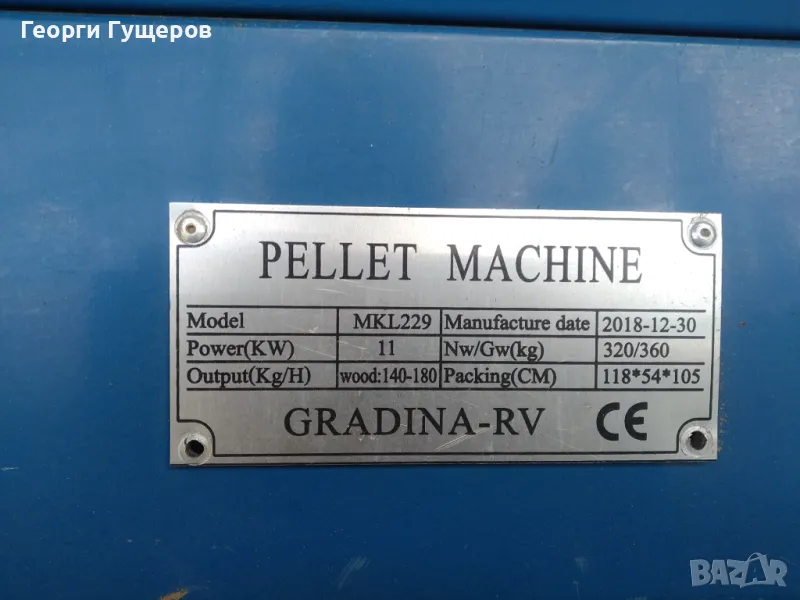 Георги Гущеров
PELLET MACHINE
Model MKL229 Manufacture date 2018-12-30
Power(KW) 11 Nw/Gw(kg) 320/360
Output(Kg/H) wood:140-180 Packing(CM) 118*54*105
GRADINA-RV CE
BAZAR